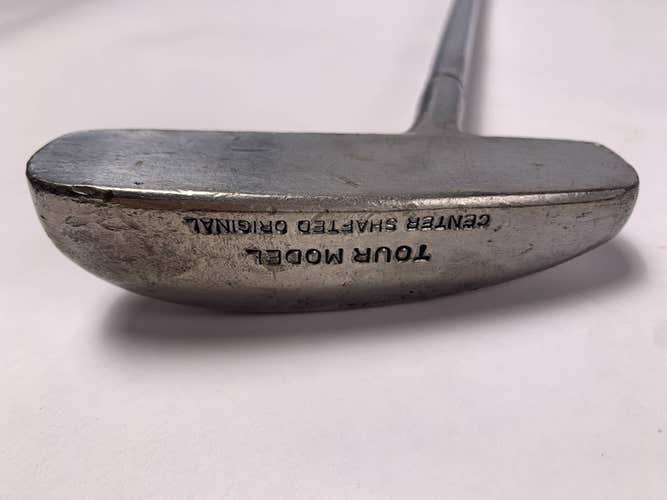 TOUR MODEL
CENTER SHAFTED ORIGINAL